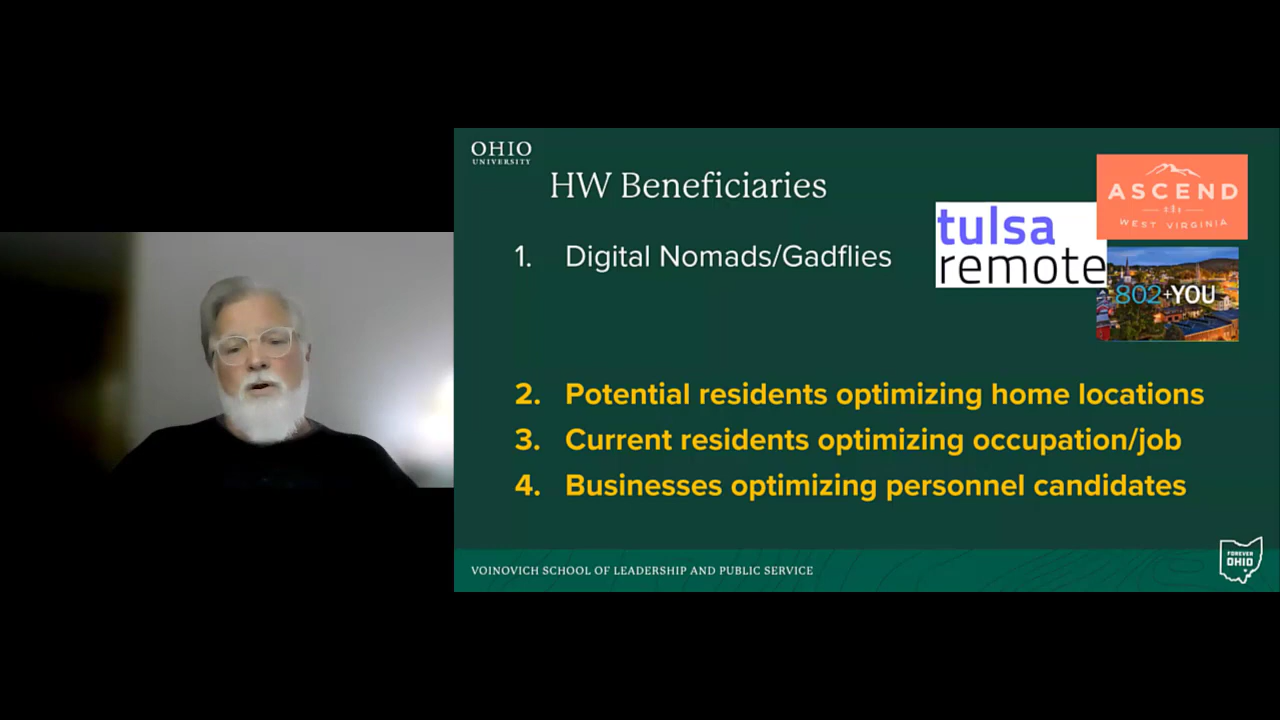 OHIO
UNIVERSITY
HW Beneficiaries
ASCEND
WEST VIRGINIA
tulsa
remote
1. Digital Nomads/Gadflies
802+YOU
2. Potential residents optimizing home locations
3. Current residents optimizing occupation/job
4. Businesses optimizing personnel candidates
VOINOVICH SCHOOL OF LEADERSHIP AND PUBLIC SERVICE
FOREVER
OHIO